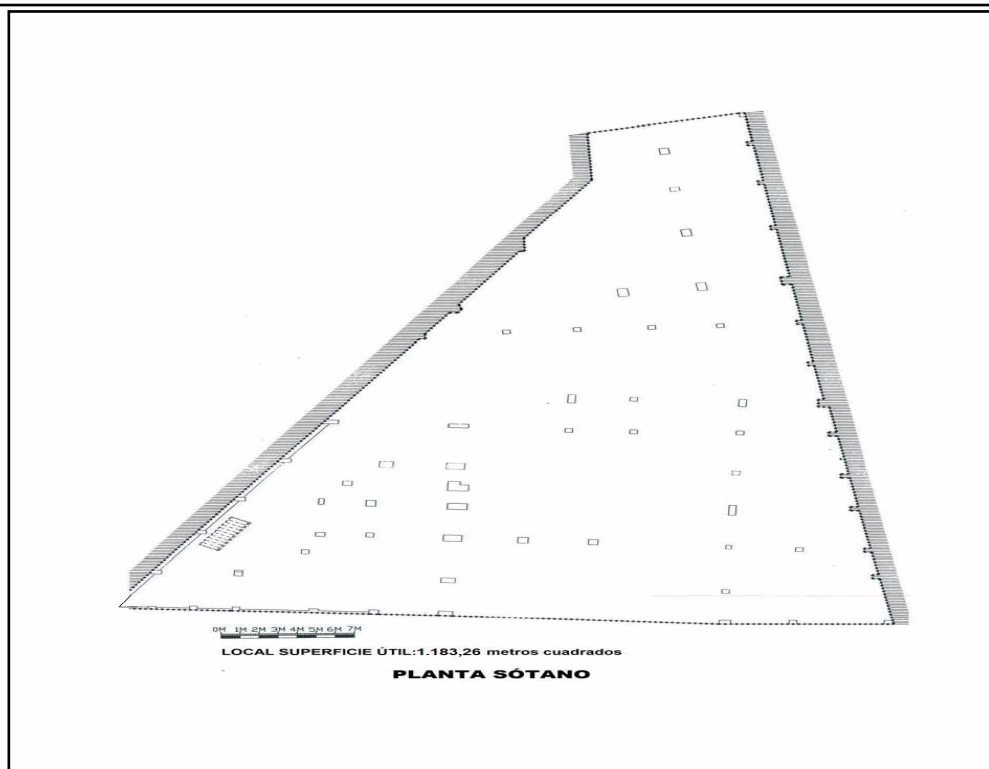 0M 1M 2M 3M 4M 5M 6M 7M
LOCAL SUPERFICIE ÚTIL:1.183,26 metros cuadrados
PLANTA SÓTANO